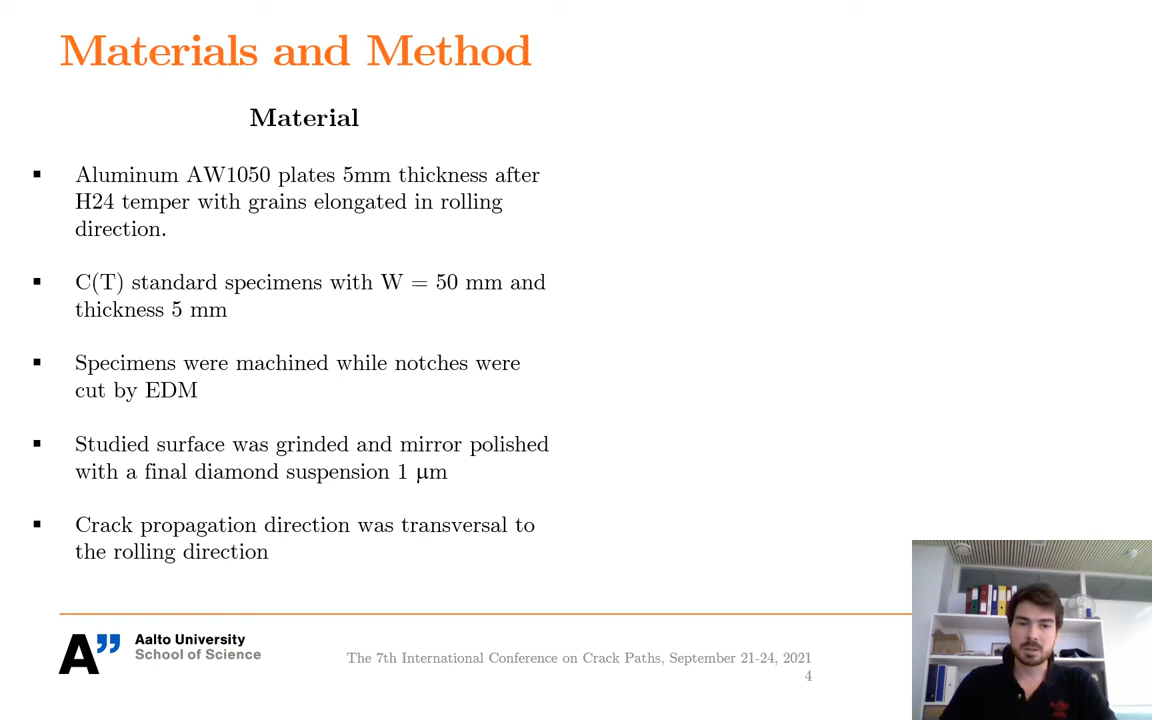 Materials and Method
Material
▪ Aluminum AW1050 plates 5mm thickness after
H24 temper with grains elongated in rolling
direction.
▪ C(T) standard specimens with W = 50 mm and
thickness 5 mm
▪ Specimens were machined while notches were
cut by EDM
▪ Studied surface was grinded and mirror polished
with a final diamond suspension 1 µm
▪ Crack propagation direction was transversal to
the rolling direction
A”
Aalto University
School of Science
The 7th International Conference on Crack Paths, September 21-24, 2021
4